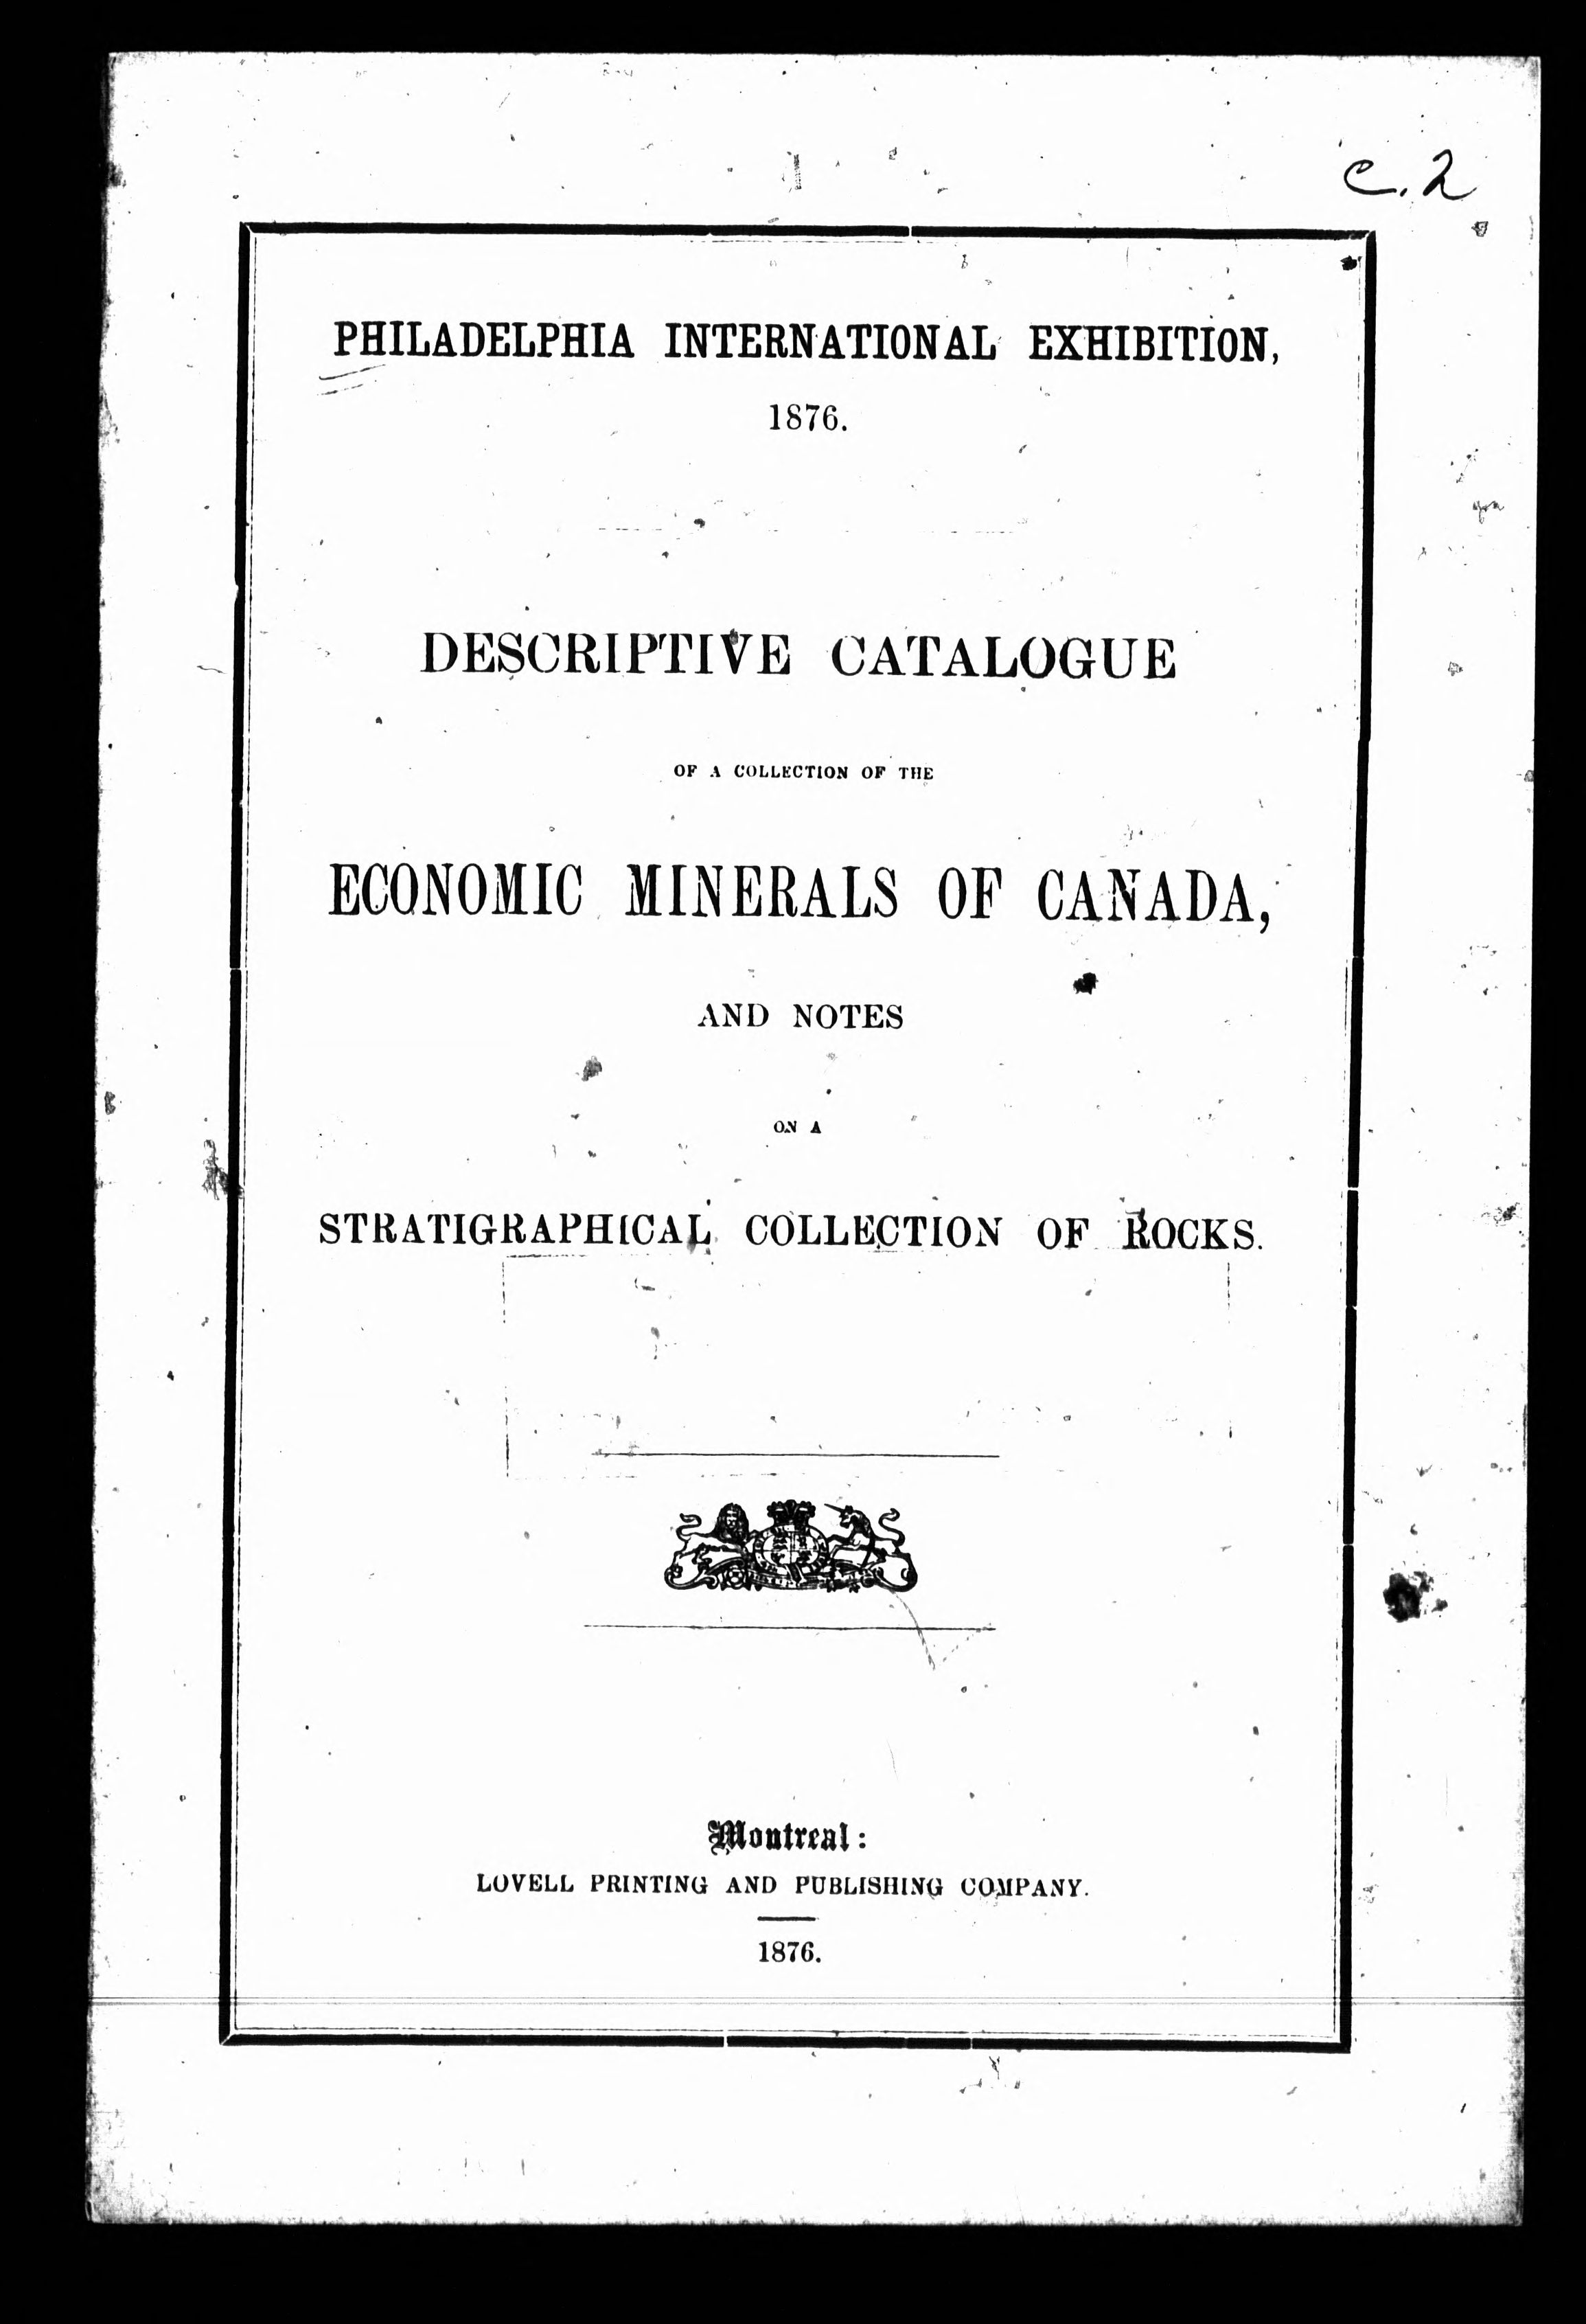 c. 2
PHILADELPHIA INTERNATIONAL EXHIBITION,
1876.
DESCRIPTIVE CATALOGUE
OF A COLLECTION OF THE
ECONOMIC MINERALS OF CANADA,
AND NOTES
ON A
STRATIGRAPHICAL COLLECTION OF ROCKS.
Montreal:
LOVELL PRINTING AND PUBLISHING COMPANY.
1876.